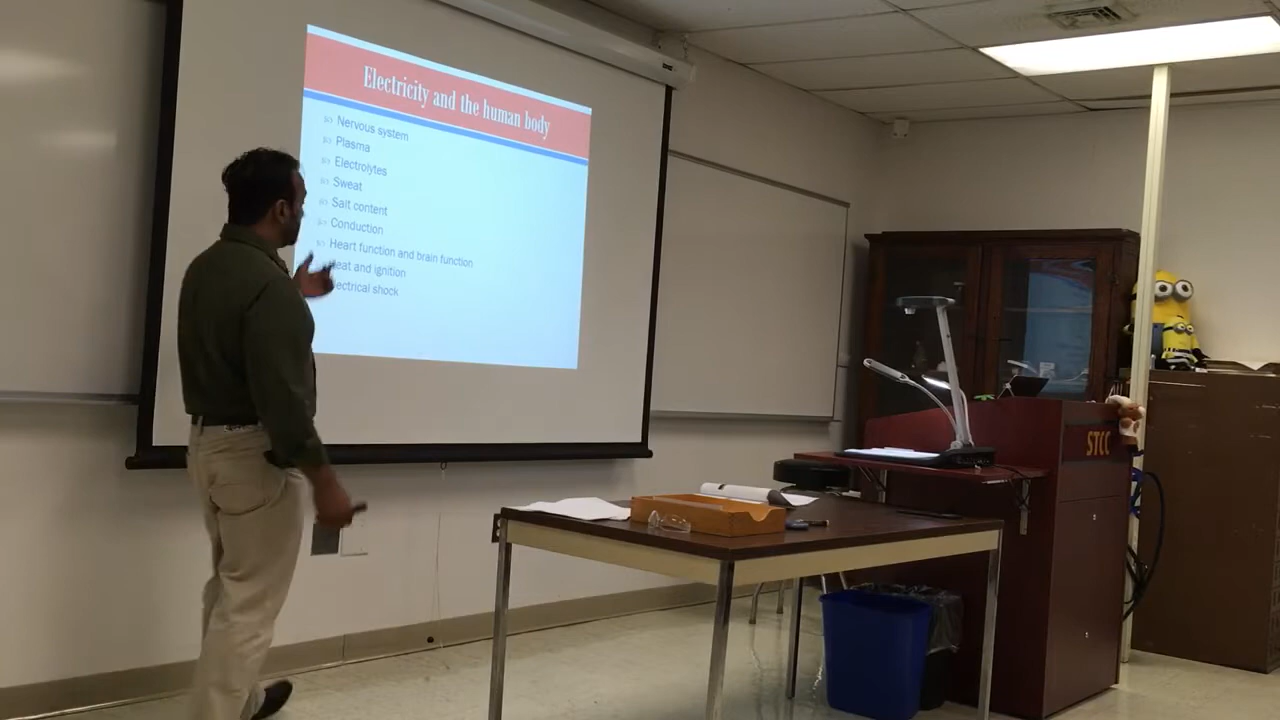 Electricity and the human body
Nervous system
Plasma
Electrolytes
Sweat
Salt content
Conduction
Heart function and brain function
eat and ignition
ectrical shock
STCC